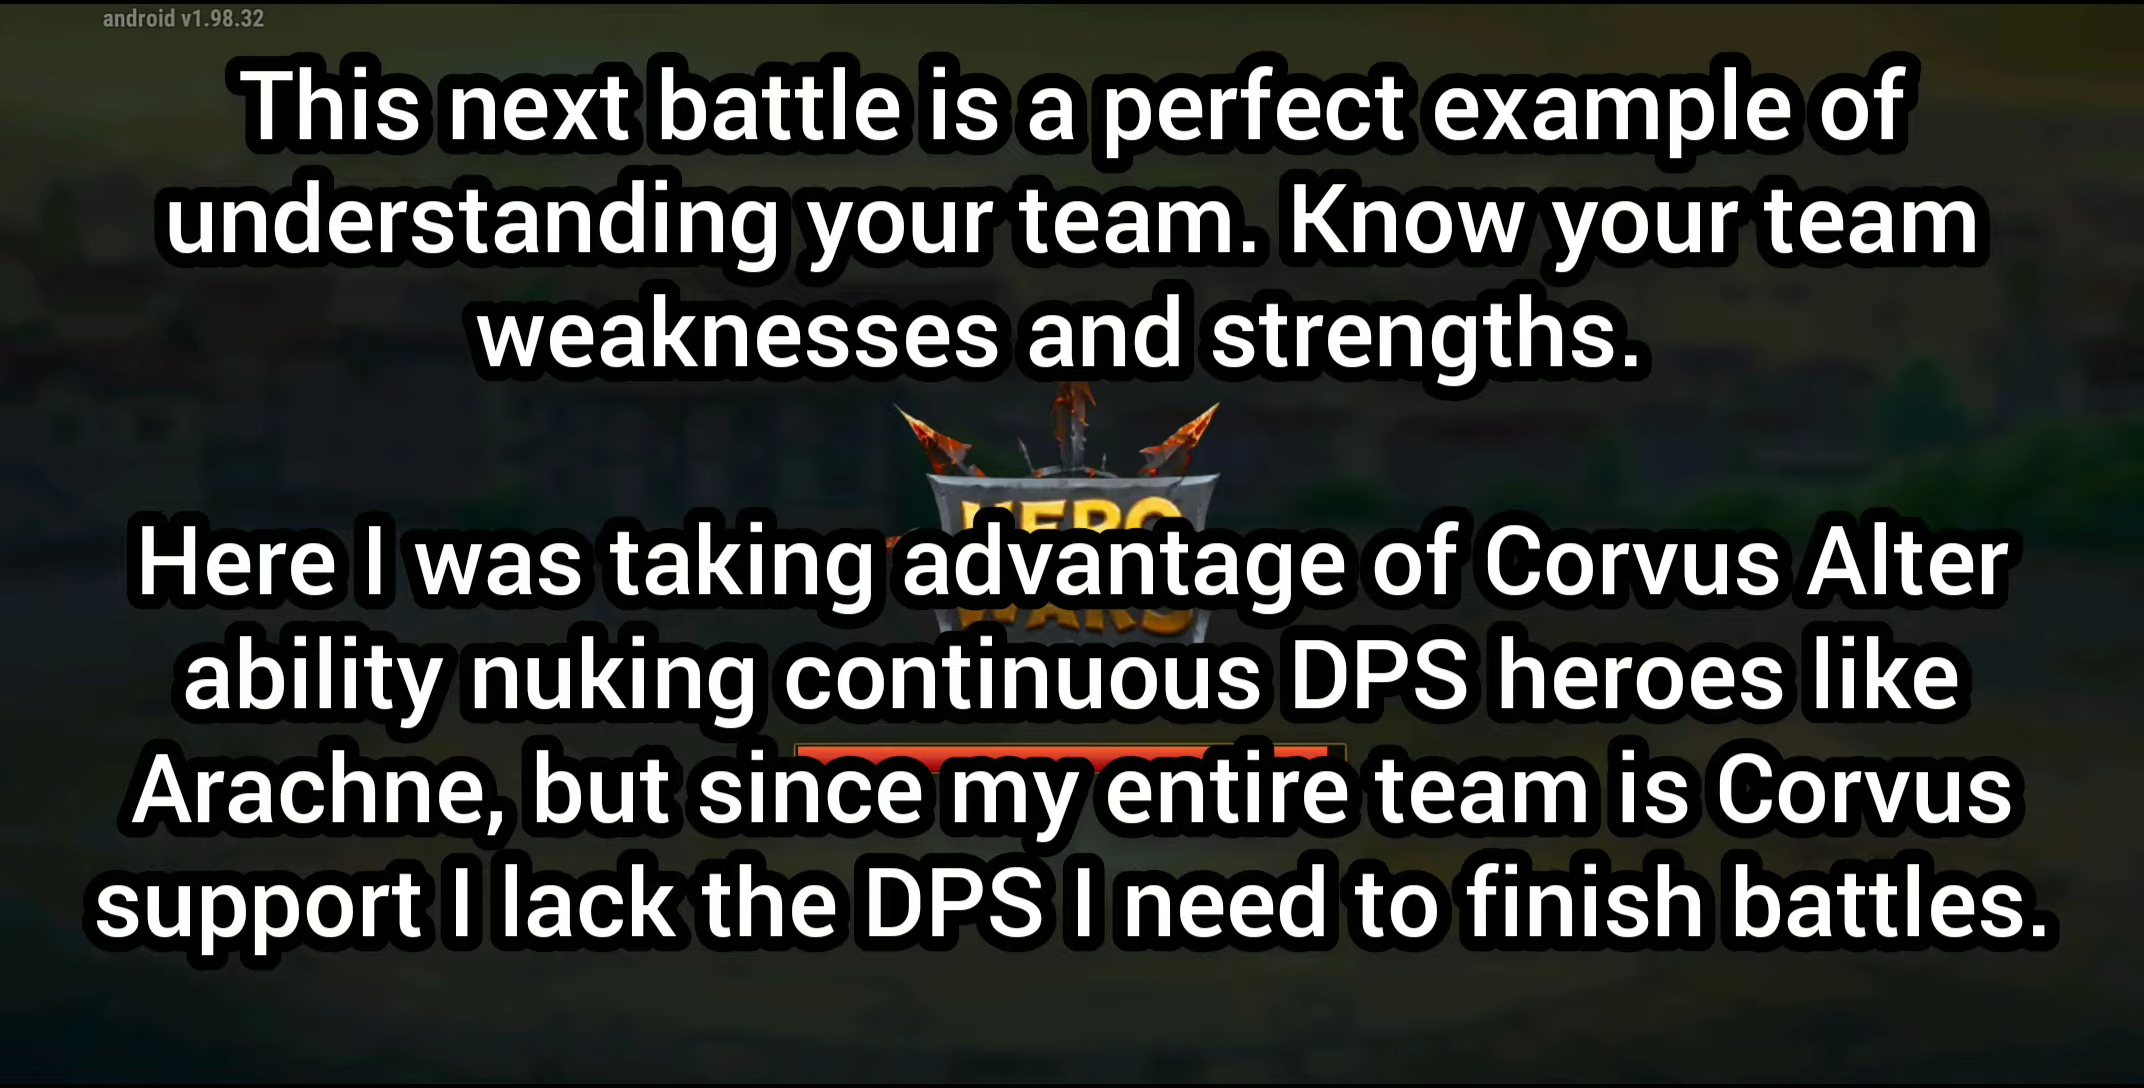 android v1.98.32
This next battle is a perfect example of
understanding your team. Know your team
weaknesses and strengths.
HERO
WARS
Here I was taking advantage of Corvus Alter
ability nuking continuous DPS heroes like
Arachne, but since my entire team is Corvus
support I lack the DPS I need to finish battles.